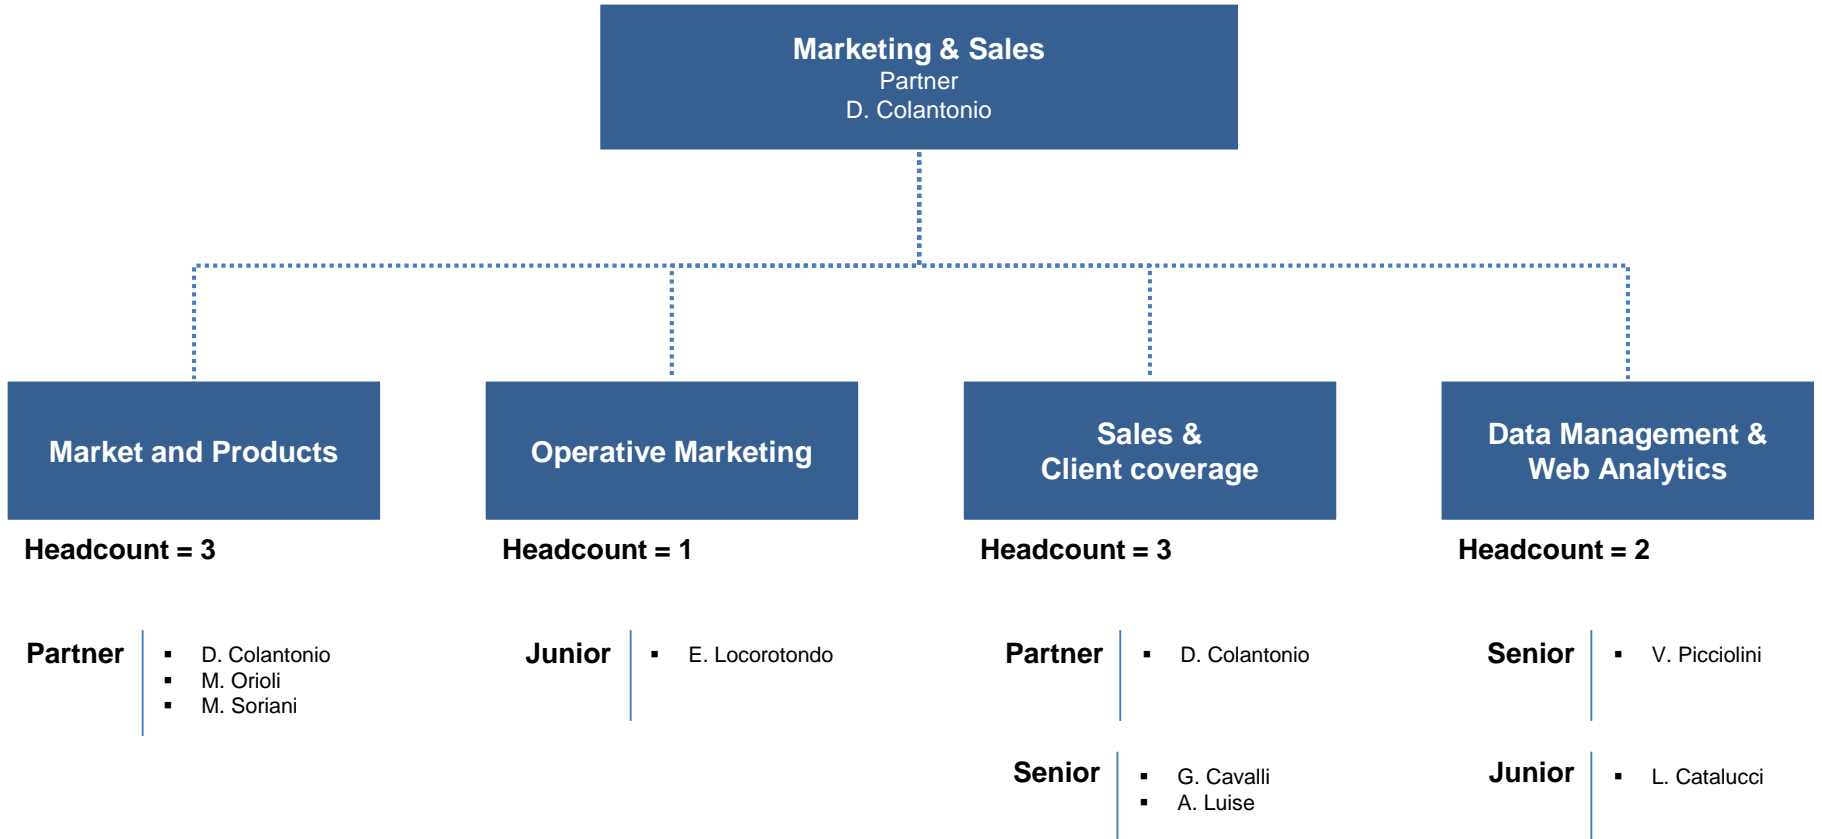 Marketing & Sales
Partner
D. Colantonio
Market and Products
Headcount = 3
Partner
▪ D. Colantonio
▪ M. Orioli
▪ M. Soriani
Operative Marketing
Headcount = 1
Junior
▪ E. Locorotondo
Sales &
Client coverage
Headcount = 3
Partner
▪ D. Colantonio
Senior
▪ G. Cavalli
▪ A. Luise
Data Management &
Web Analytics
Headcount = 2
Senior
▪ V. Picciolini
Junior
▪ L. Catalucci